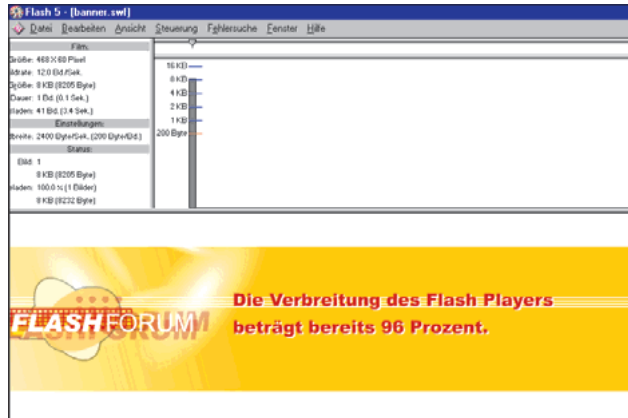 Flash 5 - [banner.swf]
Datei Bearbeiten Ansicht Steuerung Fehlersuche Fenster Hilfe
Film:
Größe: 468 X 60 Pixel
ildrate: 12.0 Bd./Sek.
Größe: 8 KB (8205 Byte)
Dauer: 1 Bd. (0.1 Sek.)
rladen: 41 Bd. (3.4 Sek.)
Einstellungen:
dbreite: 2400 Byte/Sek. (200 Byte/Bd.)
Status:
Bild: 1
8 KB (8205 Byte)
eladen: 100.0 % (1 Bilder)
8 KB (8232 Byte)
16 KB
8 KB
4 KB
2 KB
1 KB
200 Byte
FLASHFORUM
Die Verbreitung des Flash Players
beträgt bereits 96 Prozent.